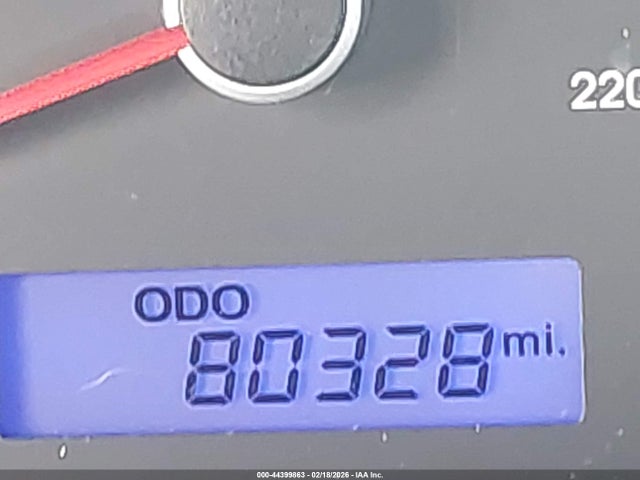 220
ODO
80328 mi.
000-44399863 - 02/18/2026 - IAA Inc.